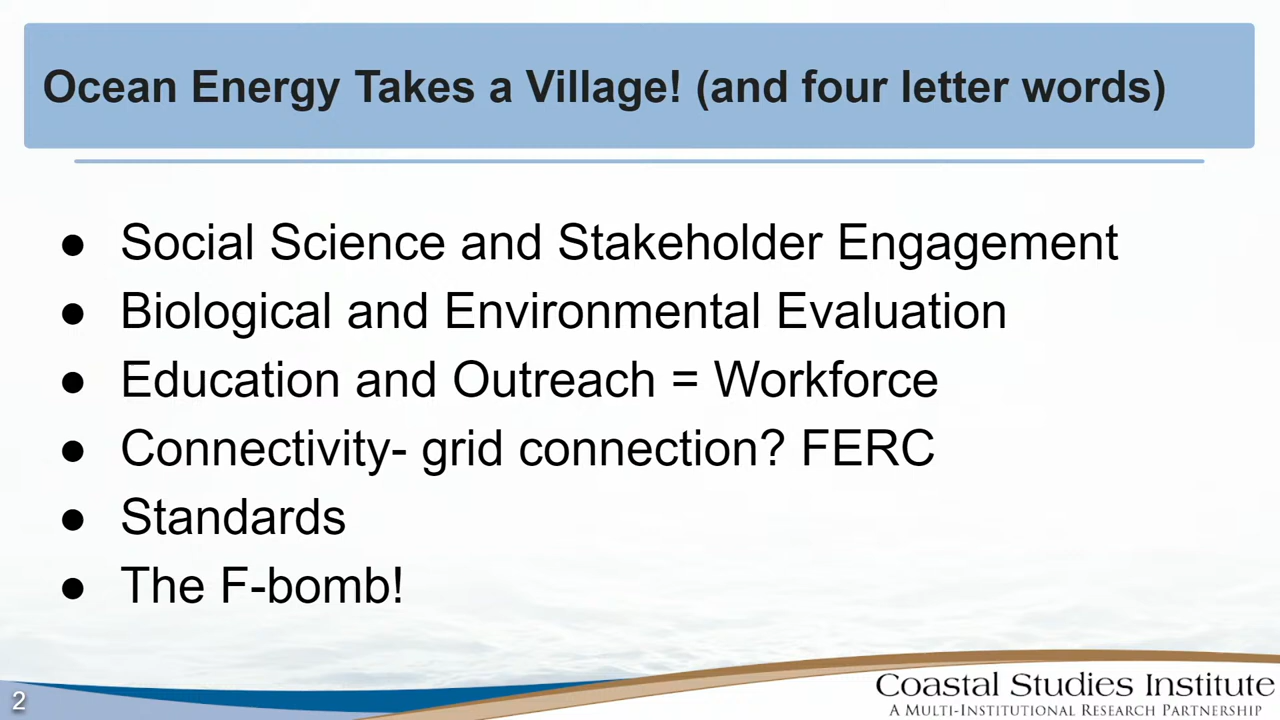 Ocean Energy Takes a Village! (and four letter words)
● Social Science and Stakeholder Engagement
● Biological and Environmental Evaluation
● Education and Outreach = Workforce
● Connectivity- grid connection? FERC
● Standards
● The F-bomb!
2
Coastal Studies Institute
A Multi-Institutional Research Partnership